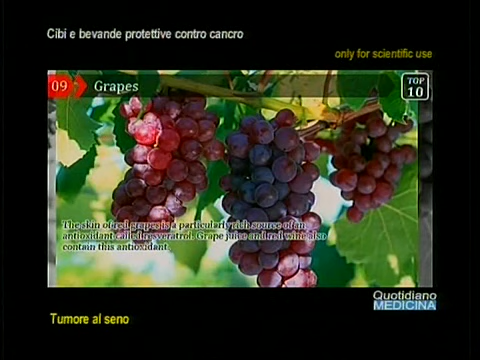 Cibi e bevande protettive contro cancro
only for scientific use
09 Grapes
TOP
10
The skin of red grapes is a particularly rich source of an
antioxidant called resveratrol. Grape juice and red wine also
contain this antioxidant.
Quotidiano
MEDICINA
Tumore al seno